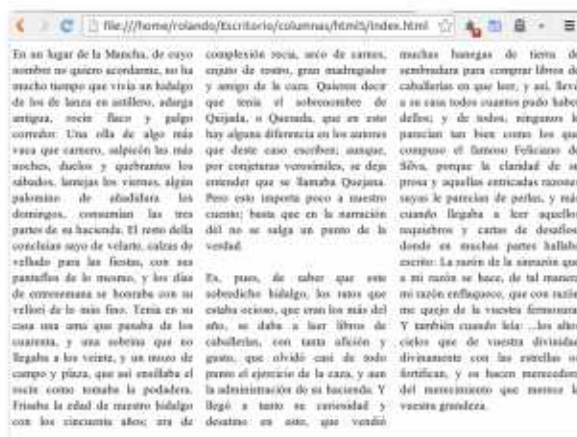 file:///home/rolando/Escritorio/columnas/html5/index.html
En un lugar de la Mancha, de cuyo
nombre no quiero acordarme, no ha
mucho tiempo que vivía un hidalgo
de los de lanza en astillero, adarga
antigua, rocín flaco y galgo
corredor. Una olla de algo más
vaca que carnero, salpicón las más
noches, duelos y quebrantos los
sábados, lantejas los viernes, algún
palomino de añadidura los
domingos, consumían las tres
partes de su hacienda. El resto della
concluían sayo de velarte, calzas de
velludo para las fiestas, con sus
pantuflos de lo mesmo, y los días
de entresemana se honraba con su
vellorí de lo más fino. Tenía en su
casa una ama que pasaba de los
cuarenta, y una sobrina que no
llegaba a los veinte, y un mozo de
campo y plaza, que así ensillaba el
rocín como tomaba la podadera.
Frisaba la edad de nuestro hidalgo
con los cincuenta años; era de
complexión recia, seco de carnes,
enjuto de rostro, gran madrugador
y amigo de la caza. Quieren decir
que tenía el sobrenombre de
Quijada, o Quesada, que en esto
hay alguna diferencia en los autores
que deste caso escriben; aunque,
por conjeturas verosímiles, se deja
entender que se llamaba Quejana.
Pero esto importa poco a nuestro
cuento; basta que en la narración
dél no se salga un punto de la
verdad.
Es, pues, de saber que este
sobredicho hidalgo, los ratos que
estaba ocioso, que eran los más del
año, se daba a leer libros de
caballerías, con tanta afición y
gusto, que olvidó casi de todo
punto el ejercicio de la caza, y aun
la administración de su hacienda. Y
llegó a tanto su curiosidad y
desatino en esto, que vendió
muchas hanegas de tierra de
sembradura para comprar libros de
caballerías en que leer, y así, llevó
a su casa todos cuantos pudo haber
dellos; y de todos, ningunos le
parecían tan bien como los que
compuso el famoso Feliciano de
Silva, porque la claridad de su
prosa y aquellas entricadas razones
suyas le parecían de perlas, y más
cuando llegaba a leer aquellos
requiebros y cartas de desafíos,
donde en muchas partes hallaba
escrito: La razón de la sinrazón que
a mi razón se hace, de tal manera
mi razón enflaquece, que con razón
me quejo de la vuestra fermosura.
Y también cuando leía: ...los altos
cielos que de vuestra divinidad
divinamente con las estrellas os
fortifican, y os hacen merecedora
del merecimiento que merece la
vuestra grandeza.